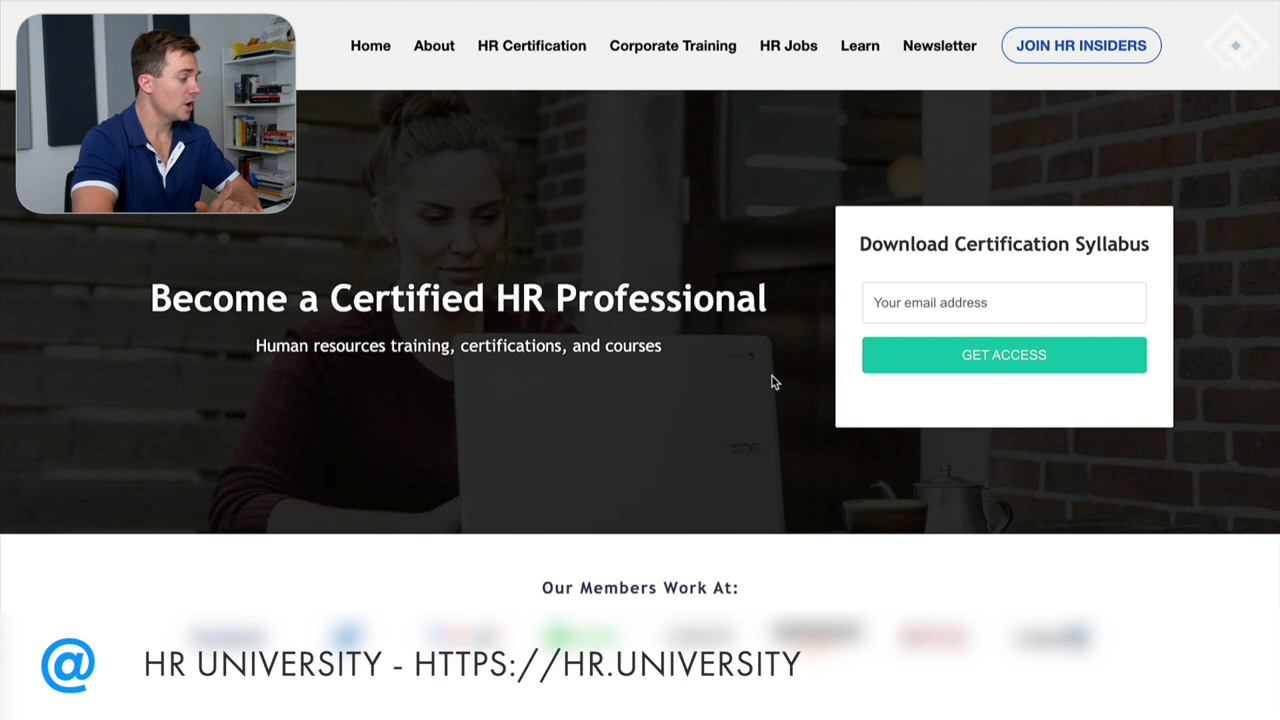 Home About HR Certification Corporate Training HR Jobs Learn Newsletter JOIN HR INSIDERS
Become a Certified HR Professional
Human resources training, certifications, and courses
Download Certification Syllabus
Your email address
GET ACCESS
Our Members Work At:
@ HR UNIVERSITY - HTTPS://HR.UNIVERSITY